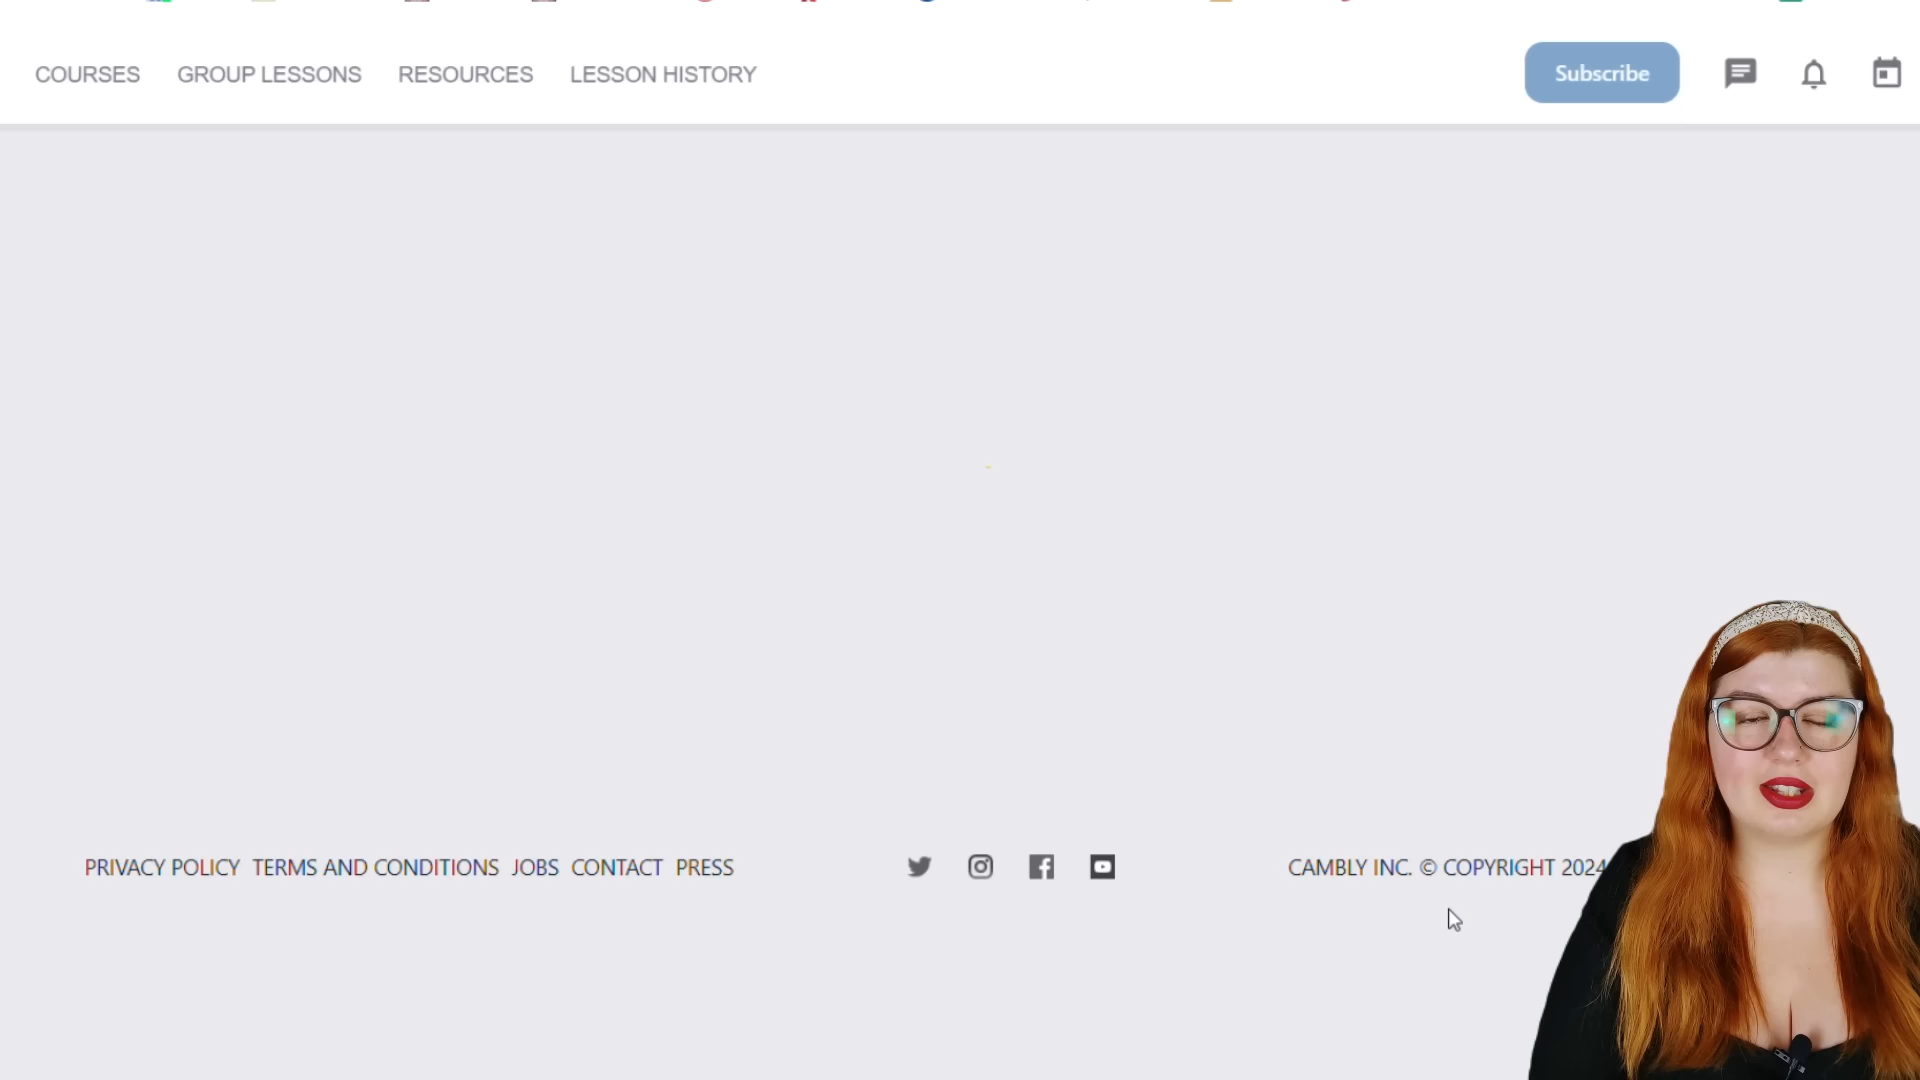 COURSES GROUP LESSONS RESOURCES LESSON HISTORY Subscribe
PRIVACY POLICY TERMS AND CONDITIONS JOBS CONTACT PRESS CAMBLY INC. © COPYRIGHT 2024